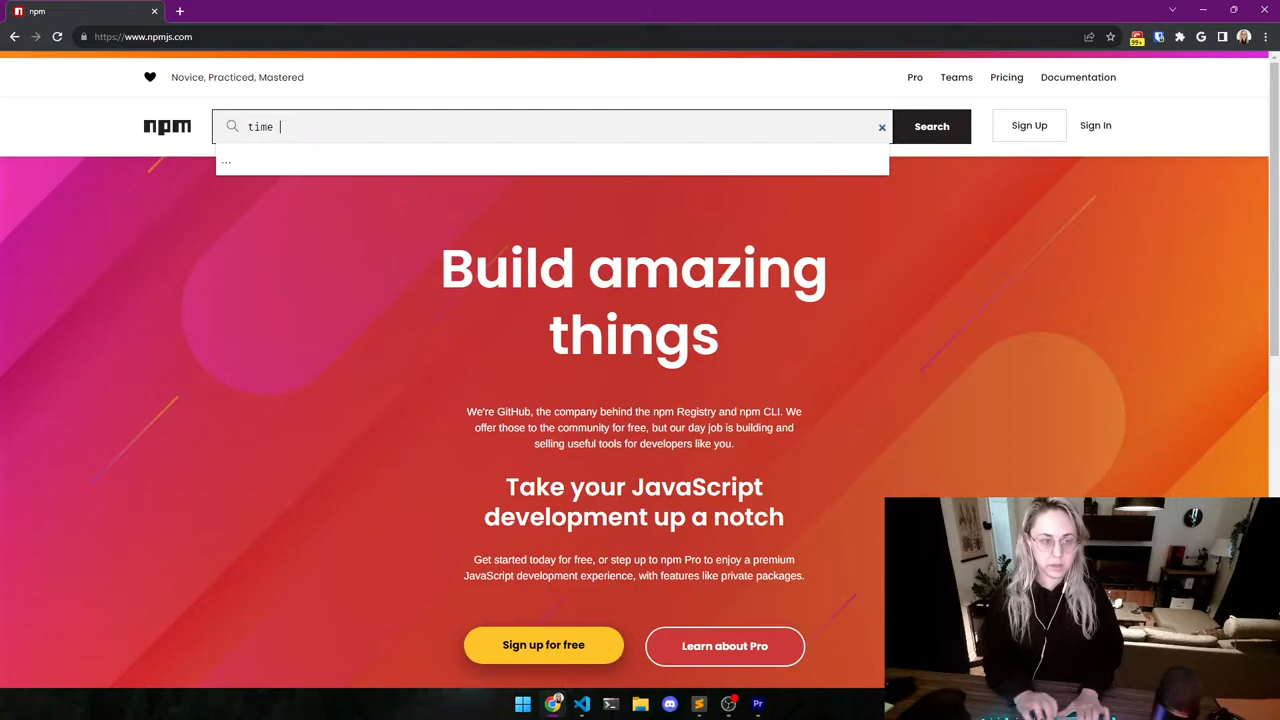 npm
https://www.npmjs.com
99+
Novice, Practiced, Mastered
Pro
Teams
Pricing
Documentation
npm
time
Search
Sign Up
Sign In
...
Build amazing
things
We're GitHub, the company behind the npm Registry and npm CLI. We
offer those to the community for free, but our day job is building and
selling useful tools for developers like you.
Take your JavaScript
development up a notch
Get started today for free, or step up to npm Pro to enjoy a premium
JavaScript development experience, with features like private packages.
Sign up for free
Learn about Pro
Pr